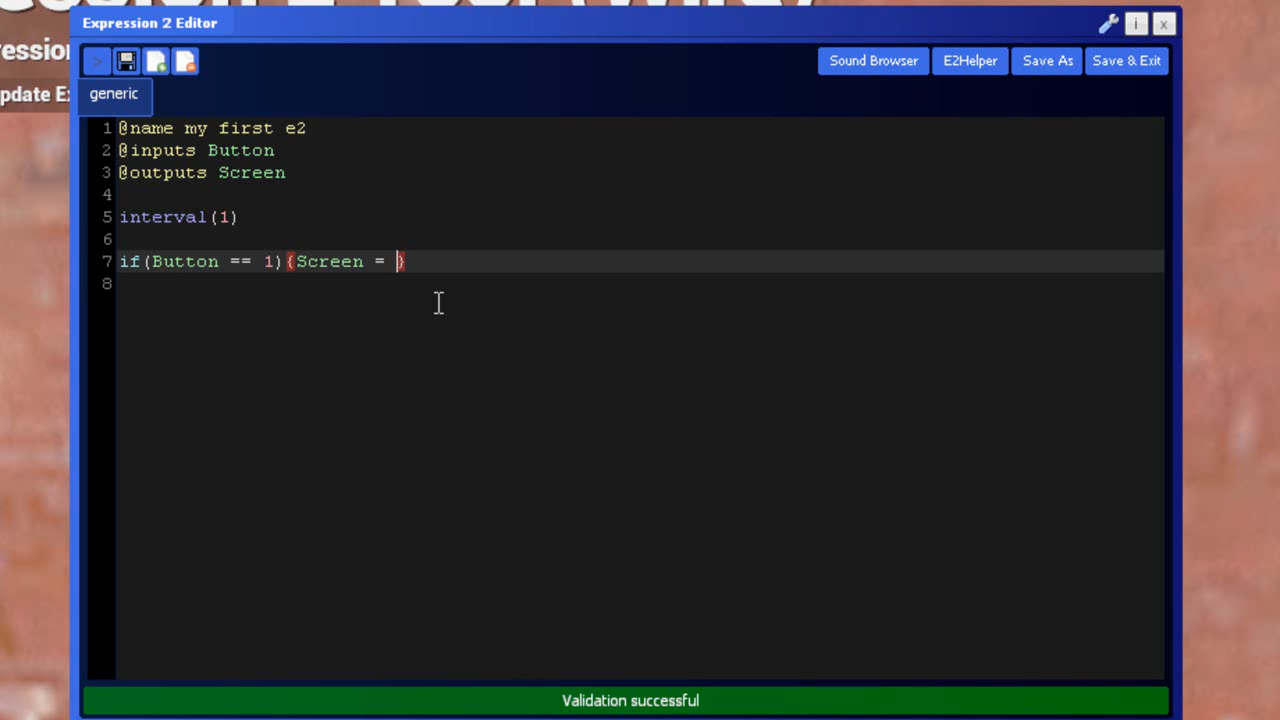 Expression 2 Editor
i
x
>
Sound Browser
E2Helper
Save As
Save & Exit
generic
1 @name my first e2
2 @inputs Button
3 @outputs Screen
4
5 interval(1)
6
7 if(Button == 1){Screen = }
8
Validation successful